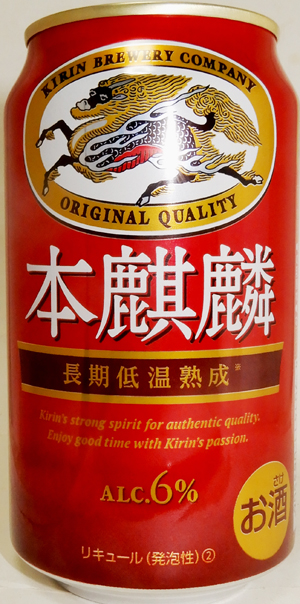 KIRIN BREWERY COMPANY
ORIGINAL QUALITY
本麒麟
長期低温熟成※
Kirin's strong spirit for authentic quality.
Enjoy good time with Kirin's passion.
ALC.6%
さけ
お酒
リキュール(発泡性)②